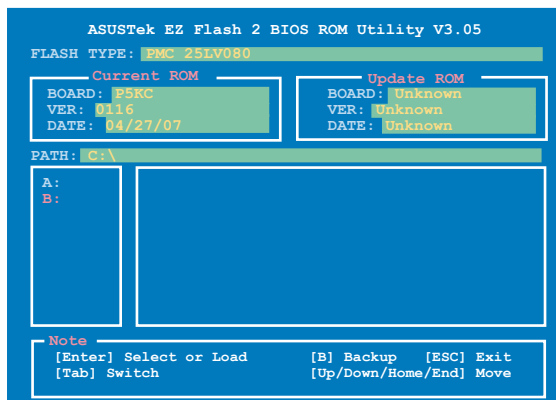 ASUSTek EZ Flash 2 BIOS ROM Utility V3.05
FLASH TYPE: PMC 25LV080
Current ROM
BOARD: P5KC
VER: 0116
DATE: 04/27/07
Update ROM
BOARD: Unknown
VER: Unknown
DATE: Unknown
PATH: C:\
A:
B:
Note
[Enter] Select or Load [B] Backup [ESC] Exit
[Tab] Switch [Up/Down/Home/End] Move